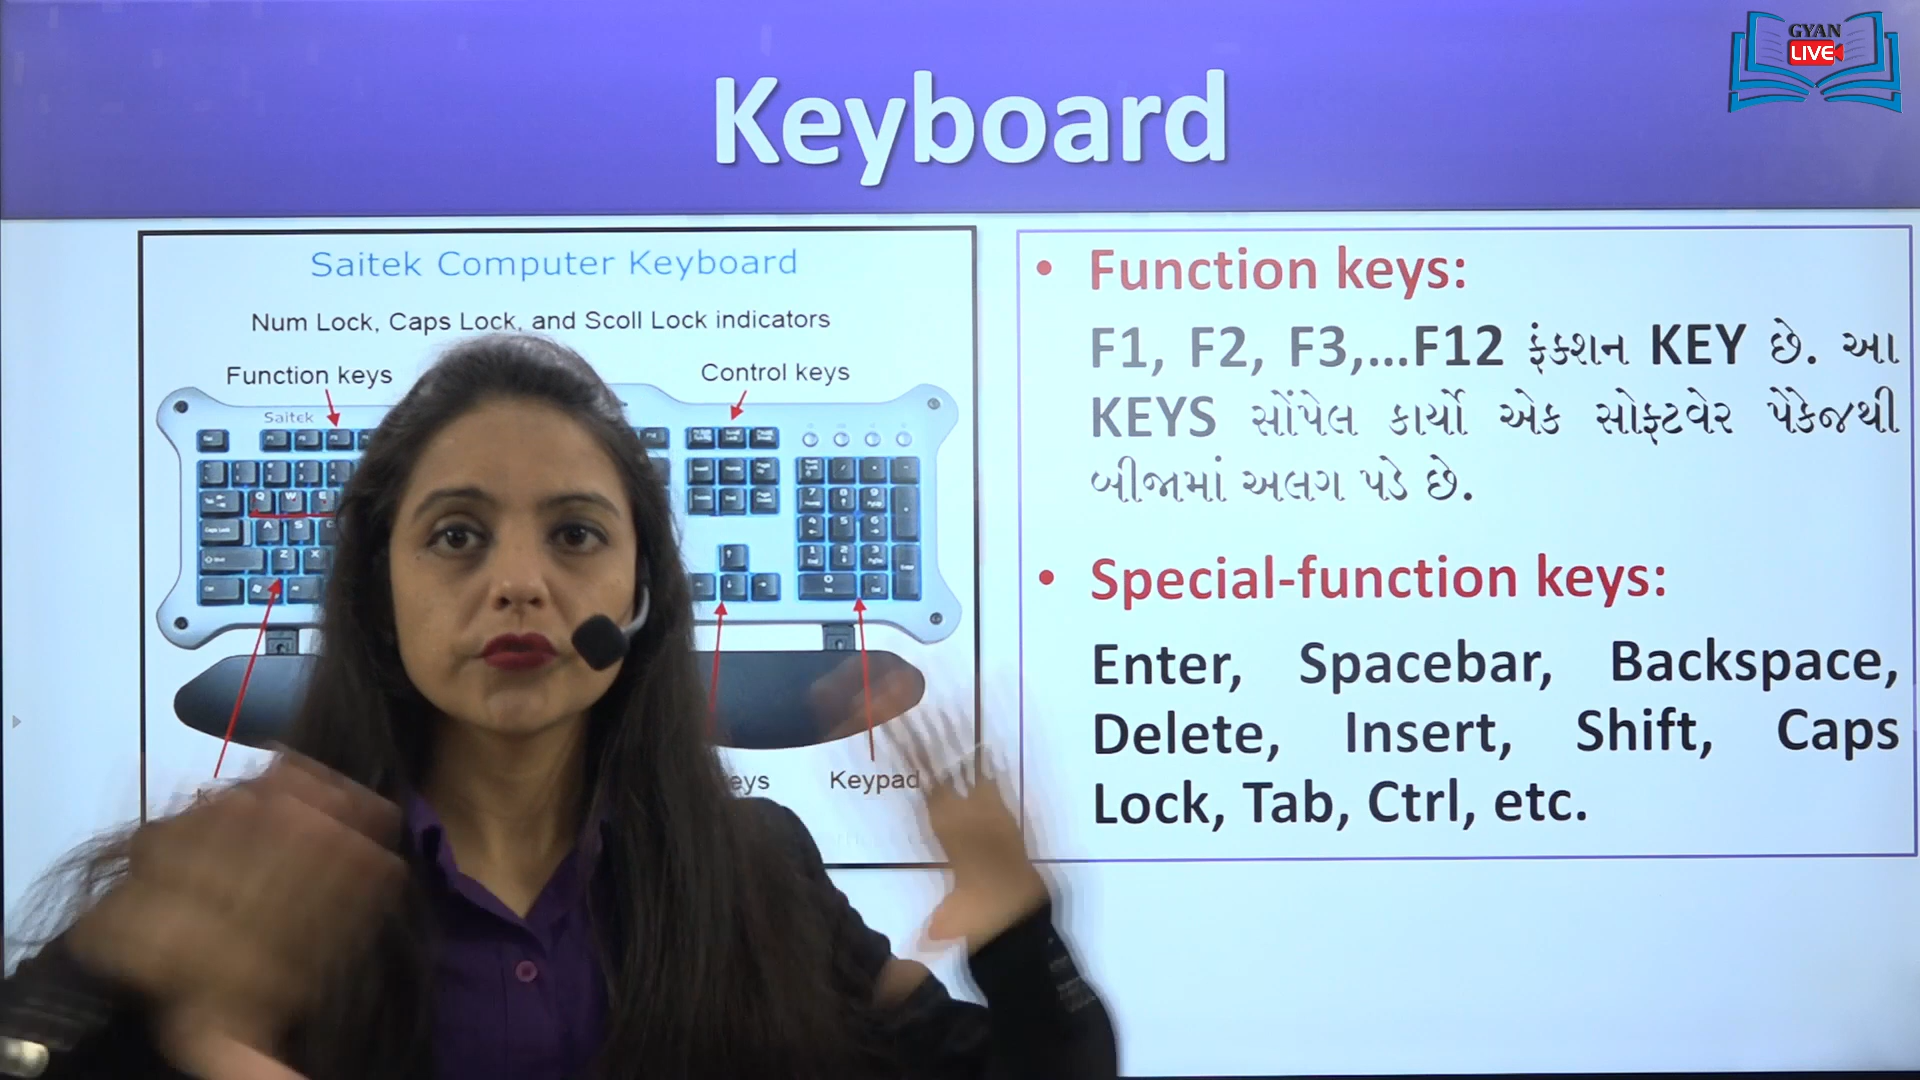 GYAN
LIVE
Keyboard
Saitek Computer Keyboard
Num Lock, Caps Lock, and Scoll Lock indicators
Function keys
Control keys
Saitek
Keypad
• Function keys:
F1, F2, F3,...F12 ફંકશન KEY છે. આ
KEYS સોંપેલ કાર્યો એક સોફ્ટવેર પૅકેજથી
બીજામાં અલગ પડે છે.
• Special-function keys:
Enter, Spacebar, Backspace,
Delete, Insert, Shift, Caps
Lock, Tab, Ctrl, etc.